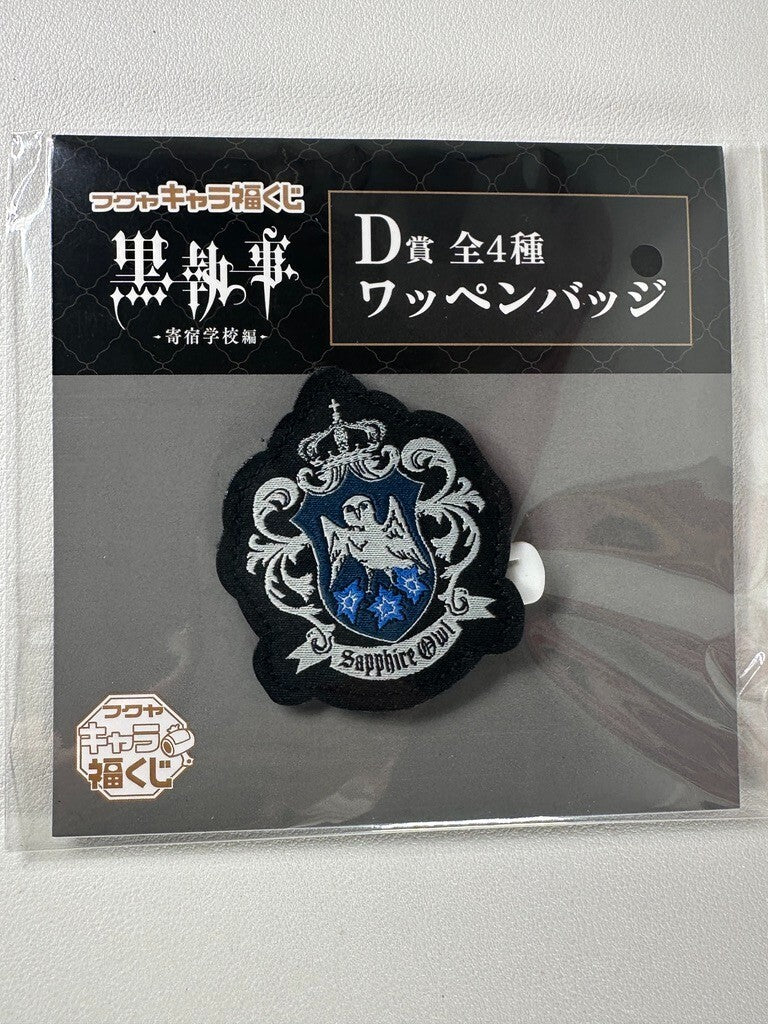 フクヤキャラ福くじ
黒執事
-寄宿学校編-
D賞 全4種
ワッペンバッジ
Sapphire Owl
フクヤ
キャラ
福くじ